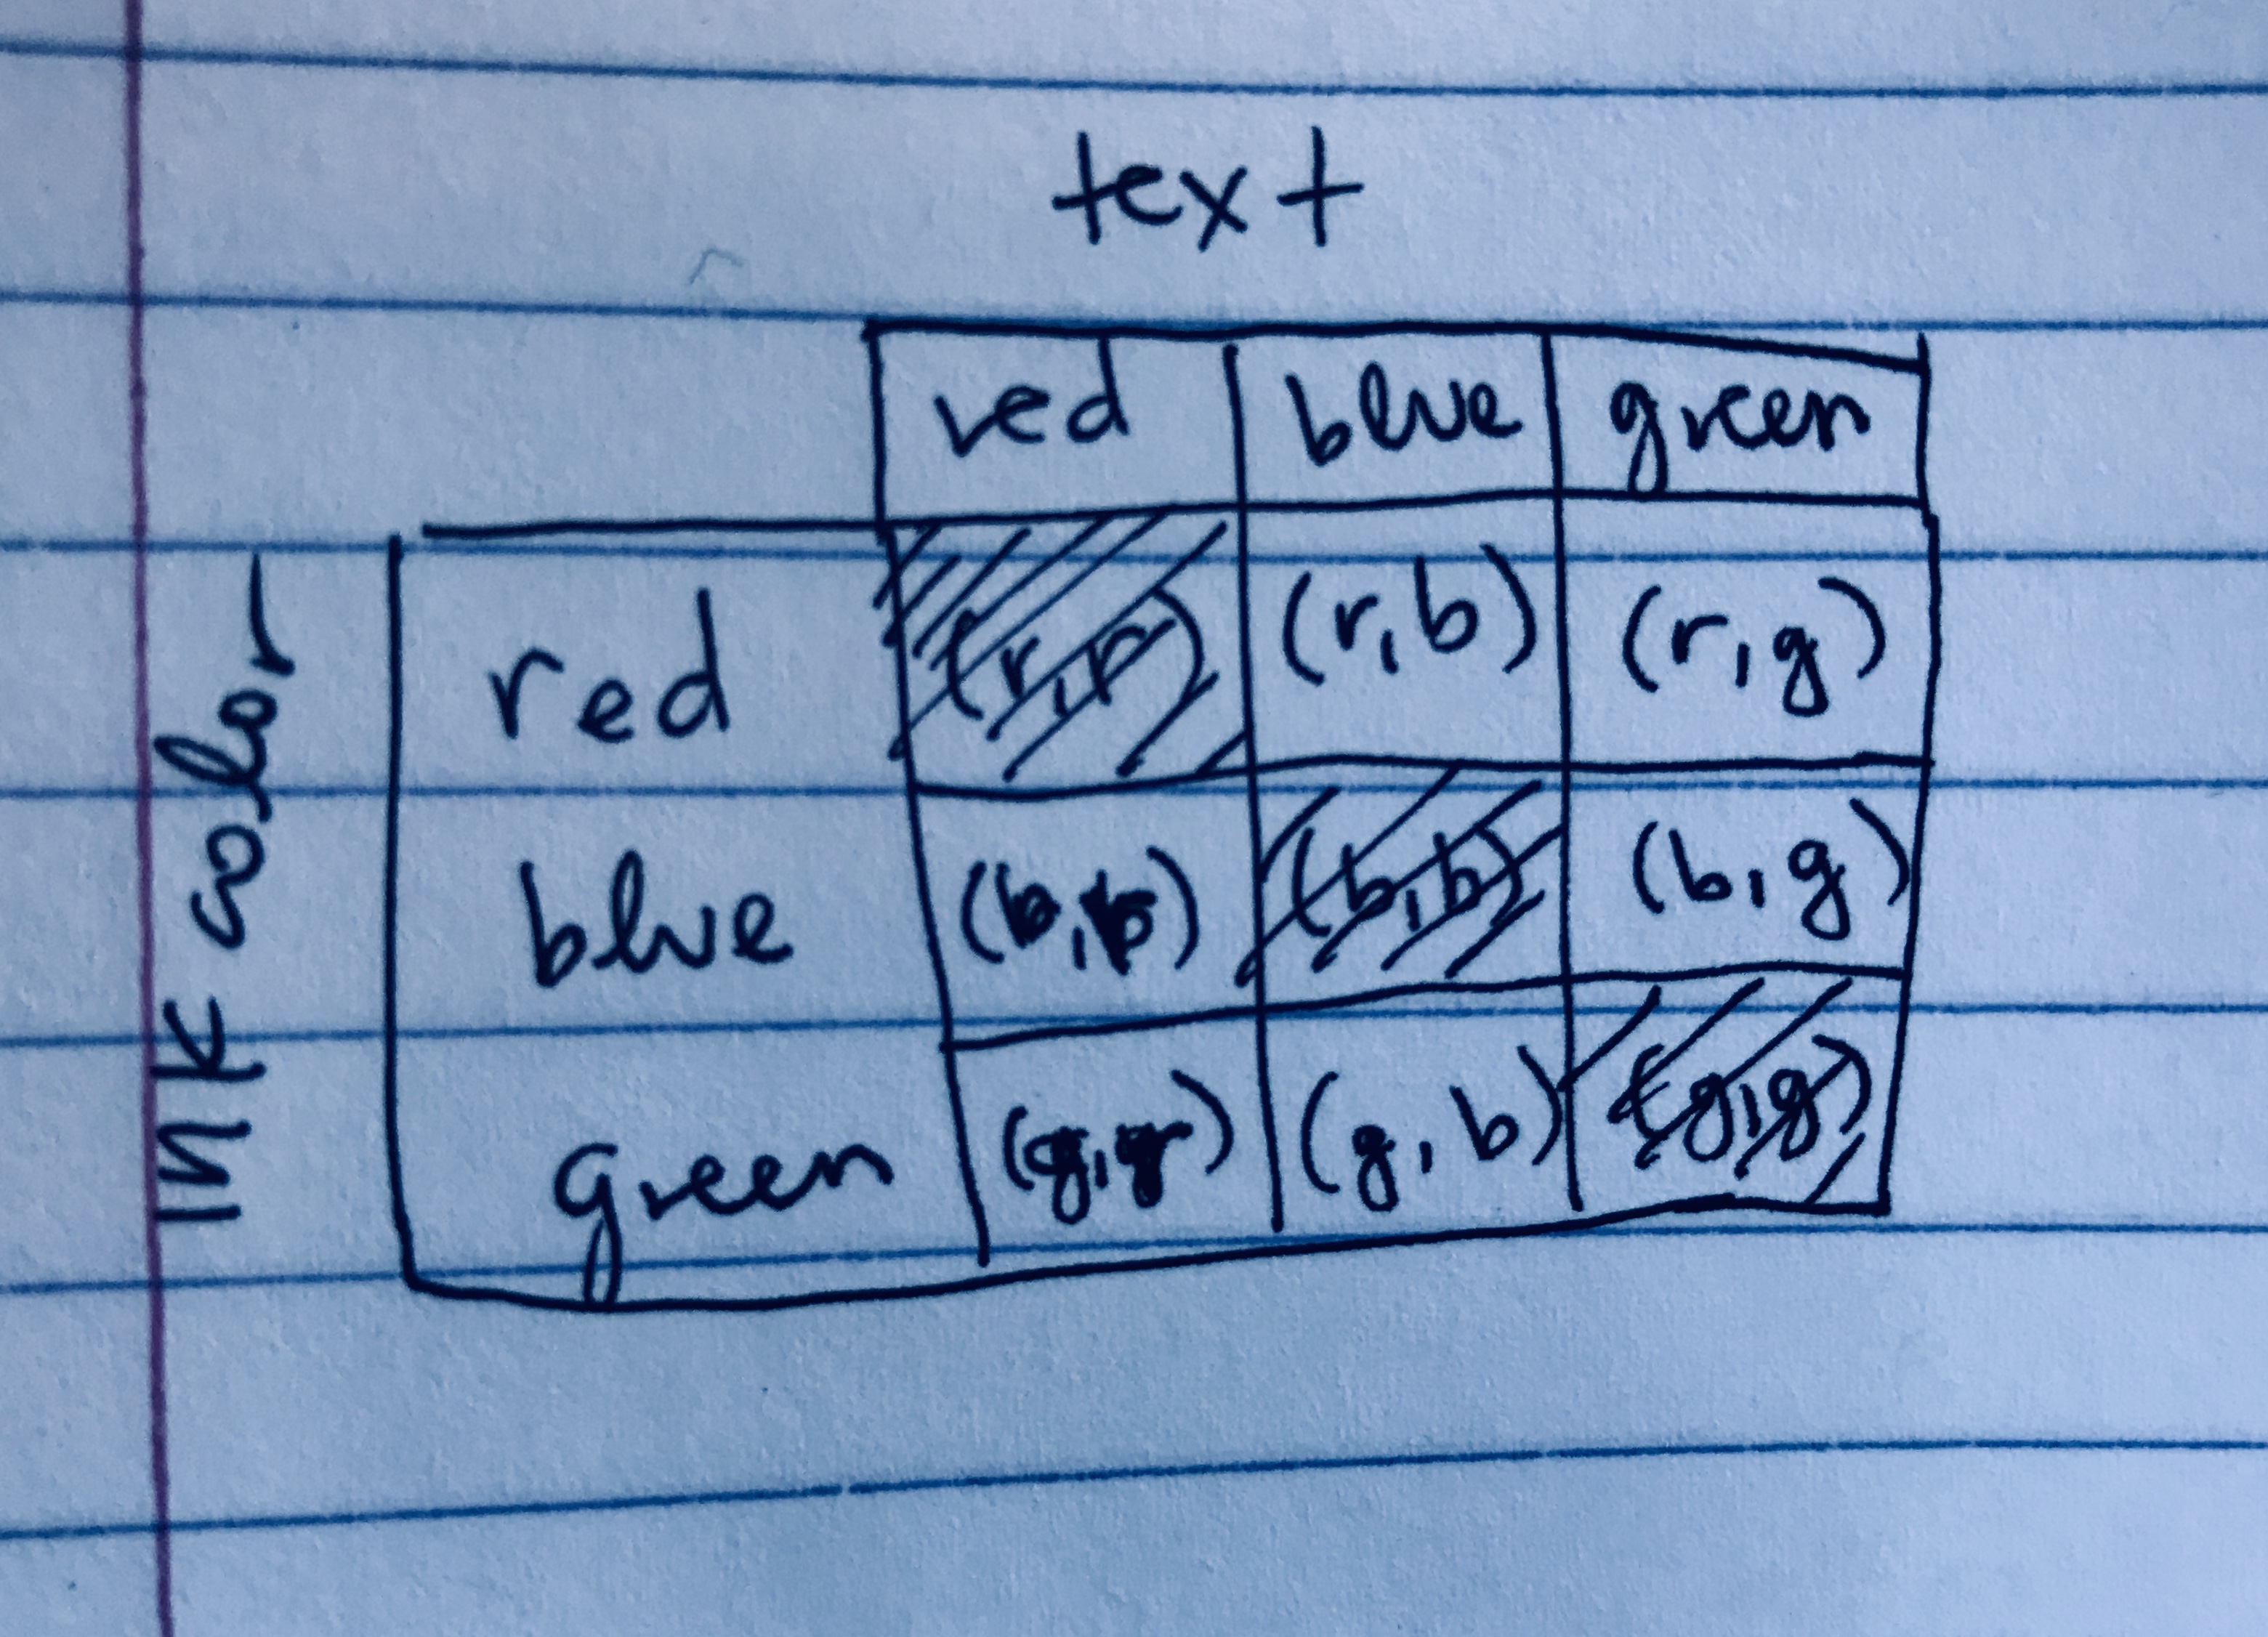 text
red blue green
ink color
red (r,r) (r,b) (r,g)
blue (b,b) (b,g)
green (g,b) (g,g)